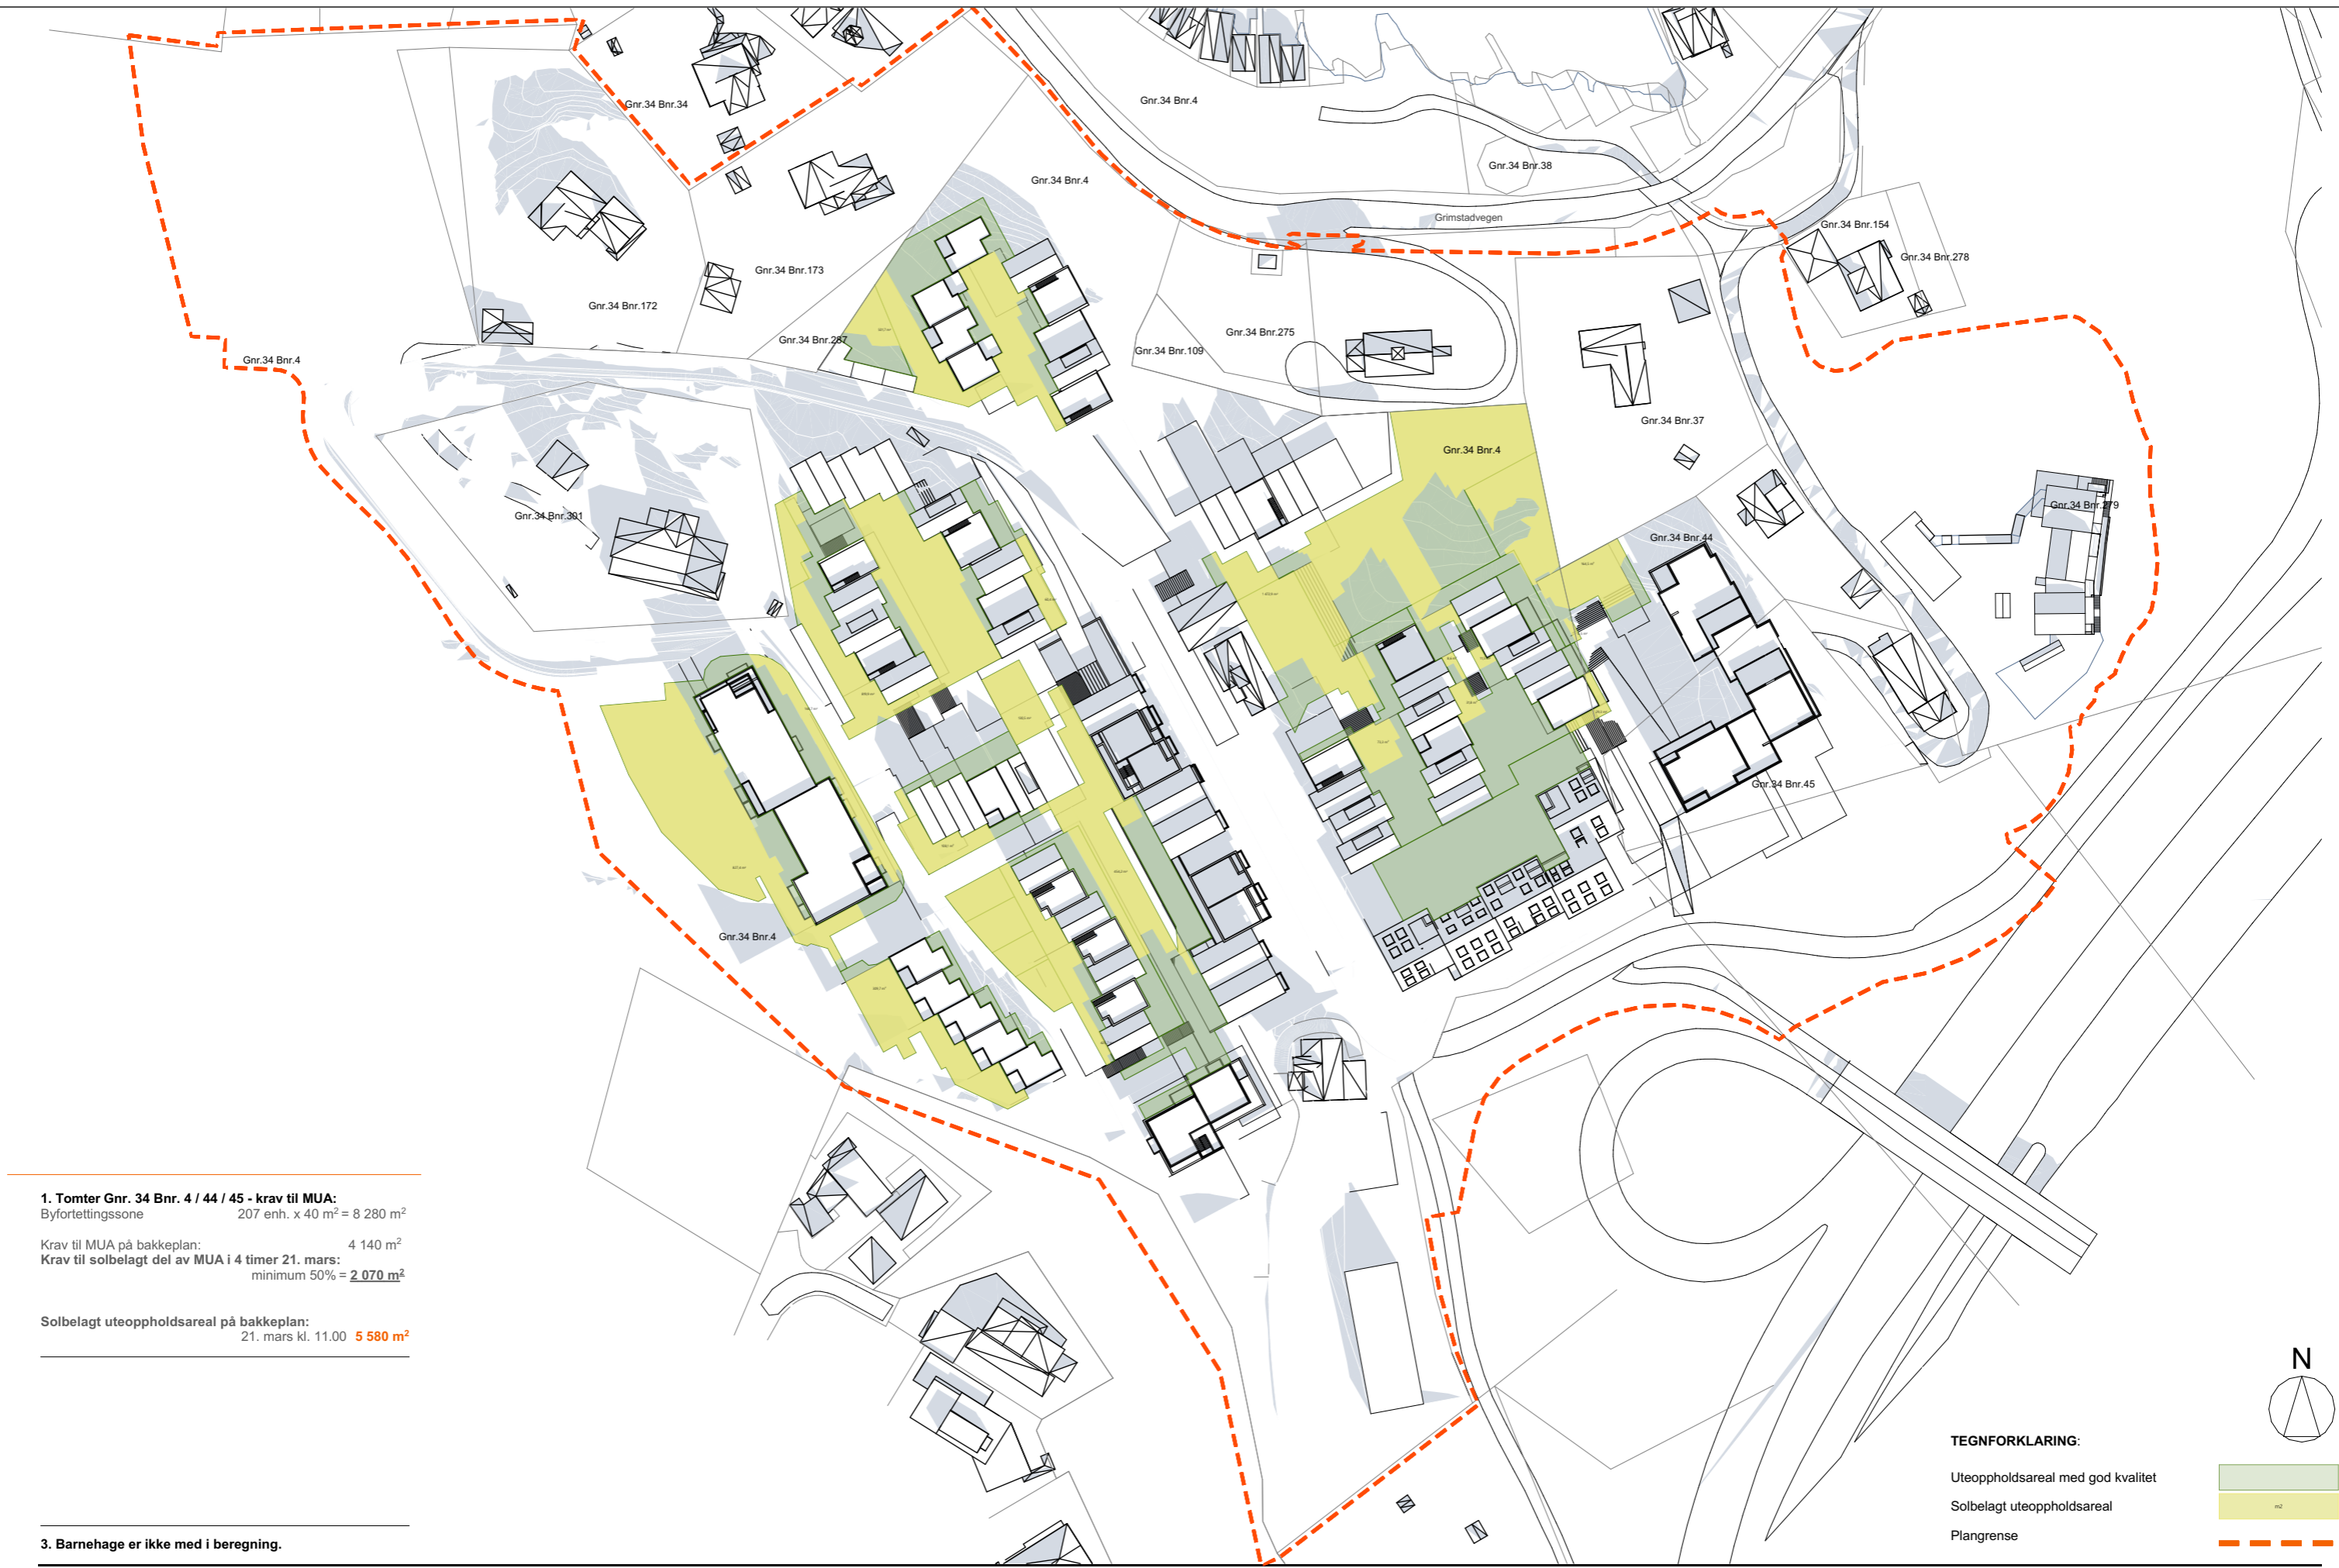 Gnr.34 Bnr.34
Gnr.34 Bnr.4
Gnr.34 Bnr.4
Gnr.34 Bnr.38
Grimstadvegen
Gnr.34 Bnr.154
Gnr.34 Bnr.278
Gnr.34 Bnr.173
Gnr.34 Bnr.172
Gnr.34 Bnr.287
Gnr.34 Bnr.275
Gnr.34 Bnr.109
Gnr.34 Bnr.4
Gnr.34 Bnr.37
Gnr.34 Bnr.4
Gnr.34 Bnr.301
Gnr.34 Bnr.279
Gnr.34 Bnr.44
Gnr.34 Bnr.45
Gnr.34 Bnr.4
1. Tomter Gnr. 34 Bnr. 4 / 44 / 45 - krav til MUA:
Byfortettingssone 207 enh. x 40 m² = 8 280 m²
Krav til MUA på bakkeplan: 4 140 m²
Krav til solbelagt del av MUA i 4 timer 21. mars:
minimum 50% = 2 070 m²
Solbelagt uteoppholdsareal på bakkeplan:
21. mars kl. 11.00 5 580 m²
3. Barnehage er ikke med i beregning.
N
TEGNFORKLARING:
Uteoppholdsareal med god kvalitet
Solbelagt uteoppholdsareal m2
Plangrense